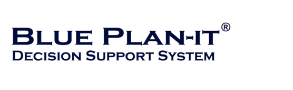 BLUE PLAN-IT®
DECISION SUPPORT SYSTEM